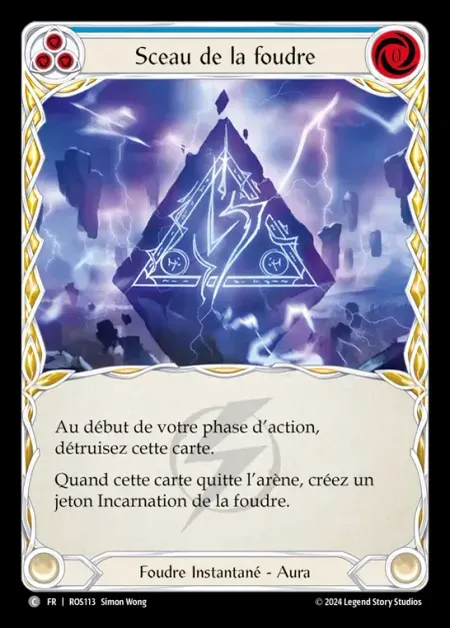 Sceau de la foudre
0
Au début de votre phase d'action,
détruisez cette carte.
Quand cette carte quitte l'arène, créez un
jeton Incarnation de la foudre.
Foudre Instantané - Aura
C FR | ROS113 Simon Wong
© 2024 Legend Story Studios